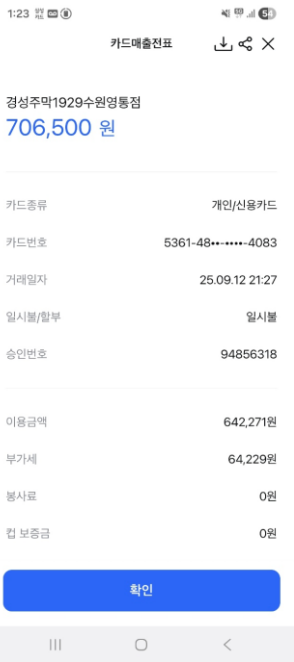 1:23
카드매출전표
경성주막1929수원영통점
706,500 원
카드종류 개인/신용카드
카드번호 5361-48••-••••-4083
거래일자 25.09.12 21:27
일시불/할부 일시불
승인번호 94856318
이용금액 642,271원
부가세 64,229원
봉사료 0원
컵 보증금 0원
확인